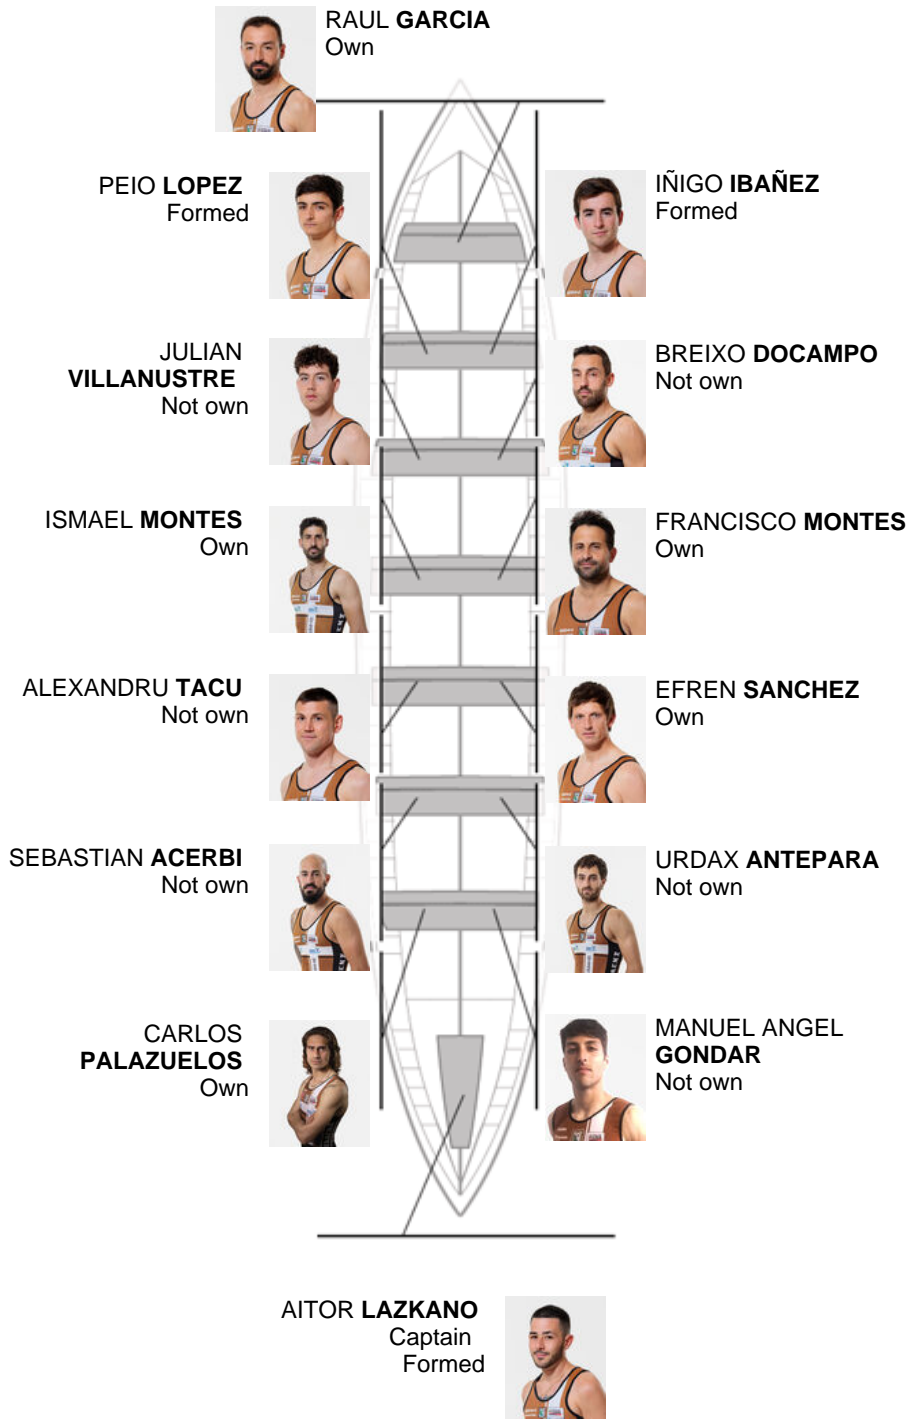 RAUL GARCIA
Own
PEIO LOPEZ
Formed
IÑIGO IBAÑEZ
Formed
JULIAN
VILLANUSTRE
Not own
BREIXO DOCAMPO
Not own
ISMAEL MONTES
Own
FRANCISCO MONTES
Own
ALEXANDRU TACU
Not own
EFREN SANCHEZ
Own
SEBASTIAN ACERBI
Not own
URDAX ANTEPARA
Not own
CARLOS
PALAZUELOS
Own
MANUEL ANGEL
GONDAR
Not own
AITOR LAZKANO
Captain
Formed